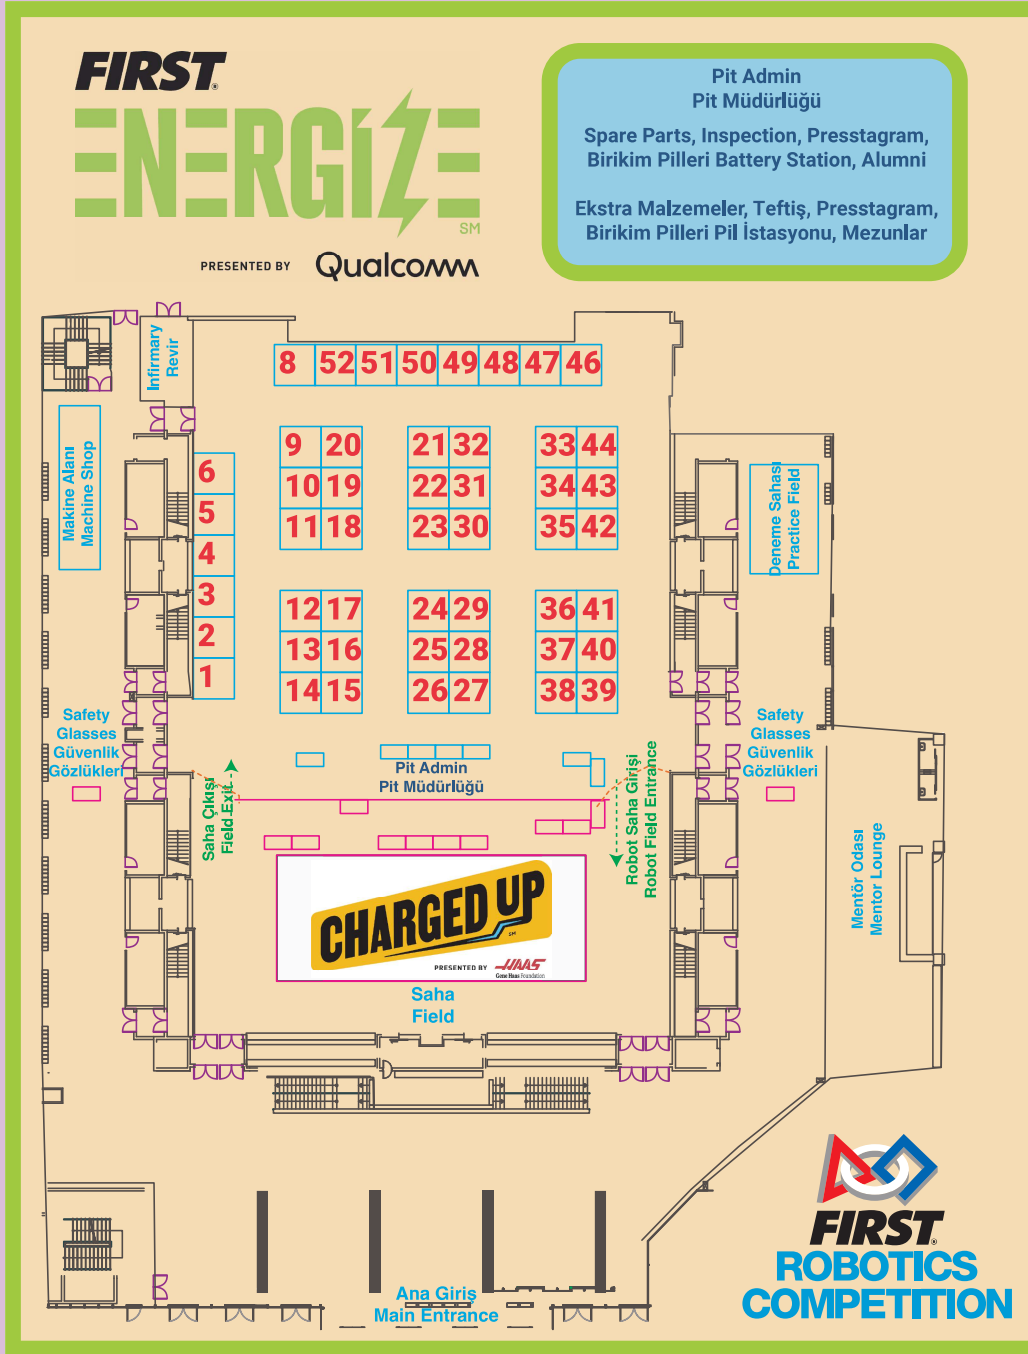 FIRST®
ENERGIZE SM
PRESENTED BY Qualcomm
Pit Admin
Pit Müdürlüğü
Spare Parts, Inspection, Presstagram,
Birikim Pilleri Battery Station, Alumni
Ekstra Malzemeler, Teftiş, Presstagram,
Birikim Pilleri Pil İstasyonu, Mezunlar
Infirmary
Revir
8 52 51 50 49 48 47 46
Makine Alanı
Machine Shop
6
5
4
3
2
1
9 20 21 32 33 44
10 19 22 31 34 43
11 18 23 30 35 42
12 17 24 29 36 41
13 16 25 28 37 40
14 15 26 27 38 39
Deneme Sahası
Practice Field
Safety
Glasses
Güvenlik
Gözlükleri
Safety
Glasses
Güvenlik
Gözlükleri
Pit Admin
Pit Müdürlüğü
Saha Çıkışı
Field Exit
Robot Saha Girişi
Robot Field Entrance
CHARGED UP SM
PRESENTED BY HAAS
Gene Haas Foundation
Saha
Field
Mentör Odası
Mentor Lounge
Ana Giriş
Main Entrance
FIRST®
ROBOTICS
COMPETITION